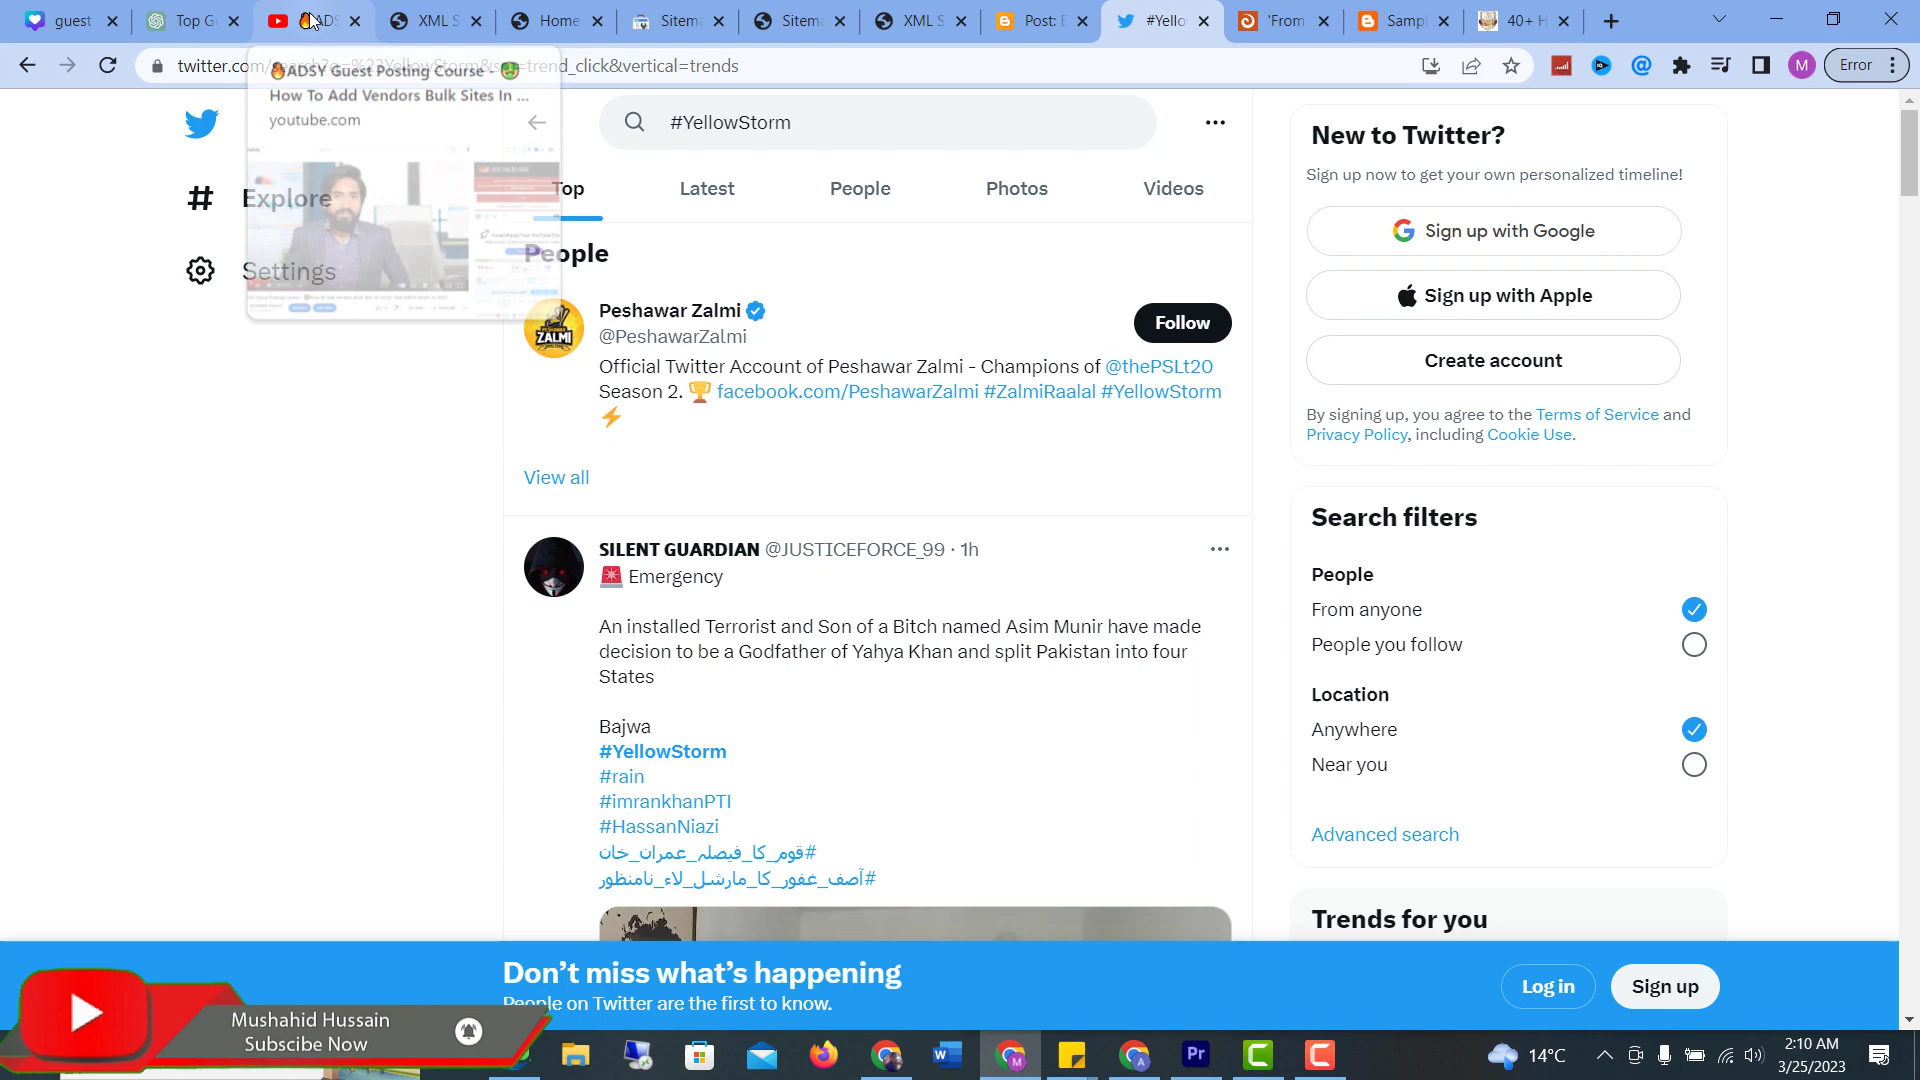 guest
Top G
ADS
XML S
Home
Sitem
Sitem
XML S
Post: E
#Yello
'From
Samp
40+ H
twitter.com/search?q=%23YellowStorm&src=trend_click&vertical=trends
Error
ADSY Guest Posting Course -
How To Add Vendors Bulk Sites In ...
youtube.com
#YellowStorm
Explore
Settings
Top
Latest
People
Photos
Videos
People
Peshawar Zalmi
@PeshawarZalmi
Follow
Official Twitter Account of Peshawar Zalmi - Champions of @thePSLt20
Season 2. 🏆 facebook.com/PeshawarZalmi #ZalmiRaalal #YellowStorm
⚡
View all
SILENT GUARDIAN @JUSTICEFORCE_99 · 1h
🚨 Emergency
An installed Terrorist and Son of a Bitch named Asim Munir have made
decision to be a Godfather of Yahya Khan and split Pakistan into four
States
Bajwa
#YellowStorm
#rain
#imrankhanPTI
#HassanNiazi
#قوم_کا_فیصلہ_عمران_خان
#آصف_غفور_کا_مارشل_لاء_نامنظور
New to Twitter?
Sign up now to get your own personalized timeline!
Sign up with Google
Sign up with Apple
Create account
By signing up, you agree to the Terms of Service and
Privacy Policy, including Cookie Use.
Search filters
People
From anyone
People you follow
Location
Anywhere
Near you
Advanced search
Trends for you
Don't miss what's happening
People on Twitter are the first to know.
Log in
Sign up
Mushahid Hussain
Subscibe Now
14°C
2:10 AM
3/25/2023